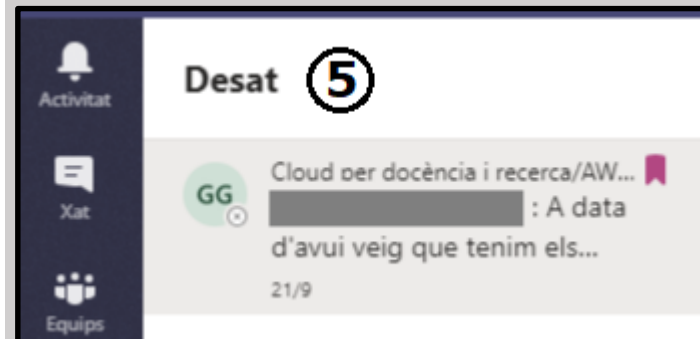 Activitat
Xat
Equips
Desat 5
GG
Cloud per docència i recerca/AW...
: A data
d'avui veig que tenim els...
21/9